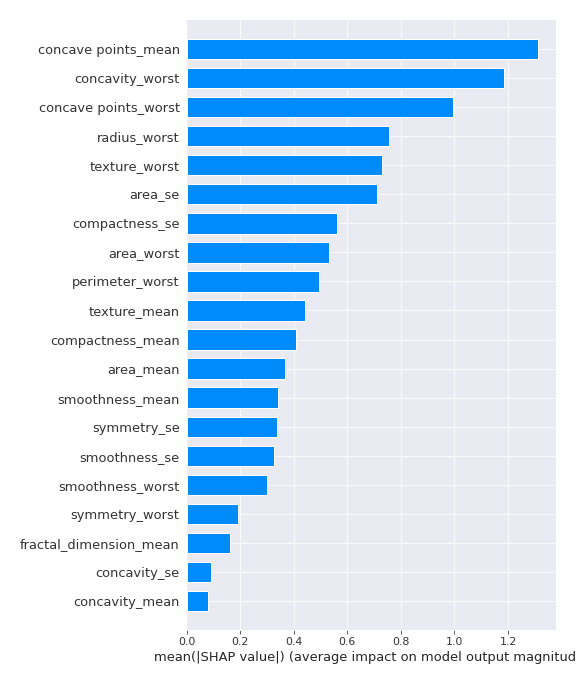 concave points_mean
concavity_worst
concave points_worst
radius_worst
texture_worst
area_se
compactness_se
area_worst
perimeter_worst
texture_mean
compactness_mean
area_mean
smoothness_mean
symmetry_se
smoothness_se
smoothness_worst
symmetry_worst
fractal_dimension_mean
concavity_se
concavity_mean
0.0 0.2 0.4 0.6 0.8 1.0 1.2
mean(|SHAP value|) (average impact on model output magnitud